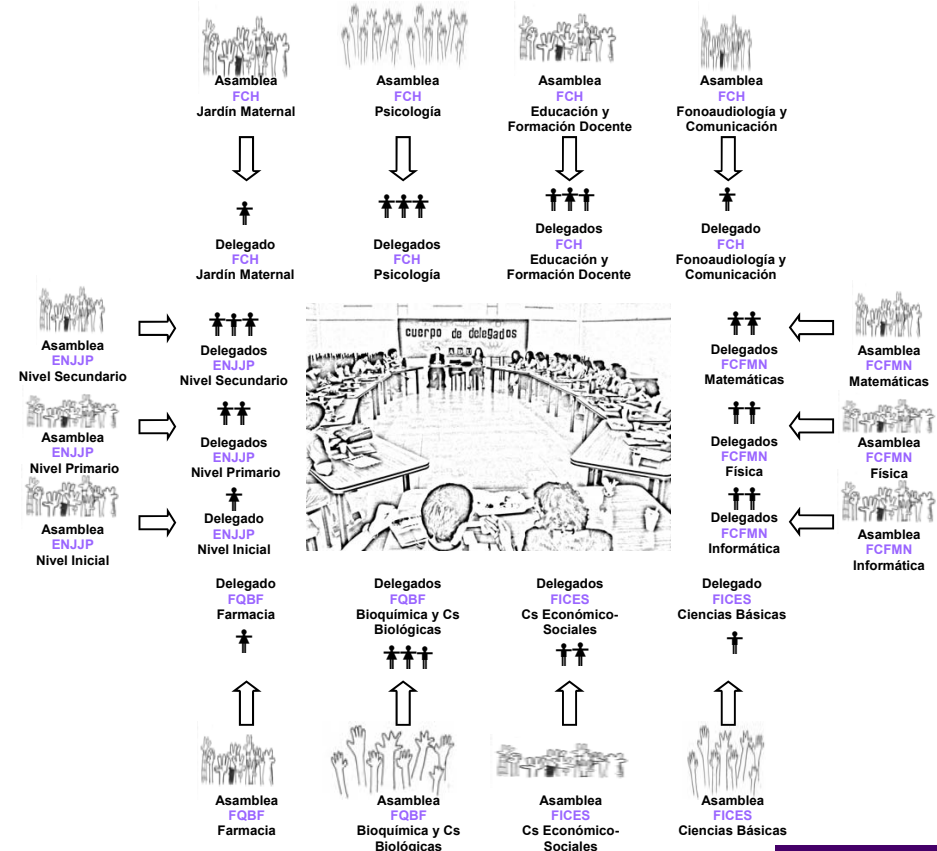 Asamblea
FCH
Jardín Maternal
Asamblea
FCH
Psicología
Asamblea
FCH
Educación y
Formación Docente
Asamblea
FCH
Fonoaudiología y
Comunicación
Delegado
FCH
Jardín Maternal
Delegados
FCH
Psicología
Delegados
FCH
Educación y
Formación Docente
Delegado
FCH
Fonoaudiología y
Comunicación
Asamblea
ENJJP
Nivel Secundario
Delegados
ENJJP
Nivel Secundario
cuerpo de delegados
Delegados
FCFMN
Matemáticas
Asamblea
FCFMN
Matemáticas
Asamblea
ENJJP
Nivel Primario
Delegados
ENJJP
Nivel Primario
Delegados
FCFMN
Física
Asamblea
FCFMN
Física
Asamblea
ENJJP
Nivel Inicial
Delegado
ENJJP
Nivel Inicial
Delegados
FCFMN
Informática
Asamblea
FCFMN
Informática
Delegado
FQBF
Farmacia
Delegados
FQBF
Bioquímica y Cs
Biológicas
Delegados
FICES
Cs Económico-
Sociales
Delegado
FICES
Ciencias Básicas
Asamblea
FQBF
Farmacia
Asamblea
FQBF
Bioquímica y Cs
Biológicas
Asamblea
FICES
Cs Económico-
Sociales
Asamblea
FICES
Ciencias Básicas